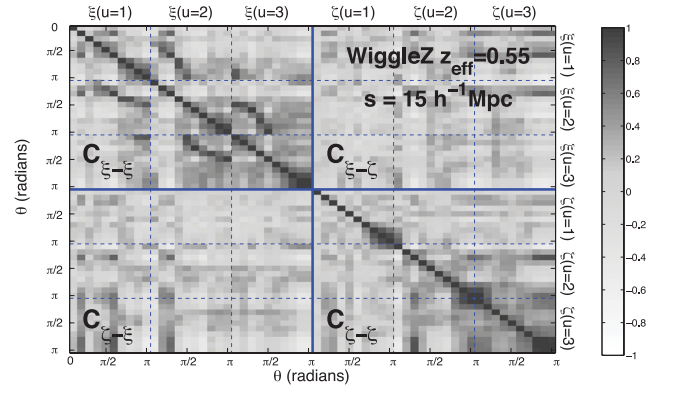 ξ(u=1) ξ(u=2) ξ(u=3) ζ(u=1) ζ(u=2) ζ(u=3)
WiggleZ z_eff=0.55
s = 15 h⁻¹Mpc
C_ξ−ξ
C_ξ−ξ
C_ζ−ξ
C_ζ−ζ
θ (radians)
0
π/2
π
π/2
π
π/2
π
π/2
π
π/2
π
π/2
π
ξ(u=1)
ξ(u=2)
ξ(u=3)
ζ(u=1)
ζ(u=2)
ζ(u=3)
0 π/2 π π/2 π π/2 π π/2 π π/2 π π/2 π
θ (radians)
1
0.8
0.6
0.4
0.2
0
−0.2
−0.4
−0.6
−0.8
−1